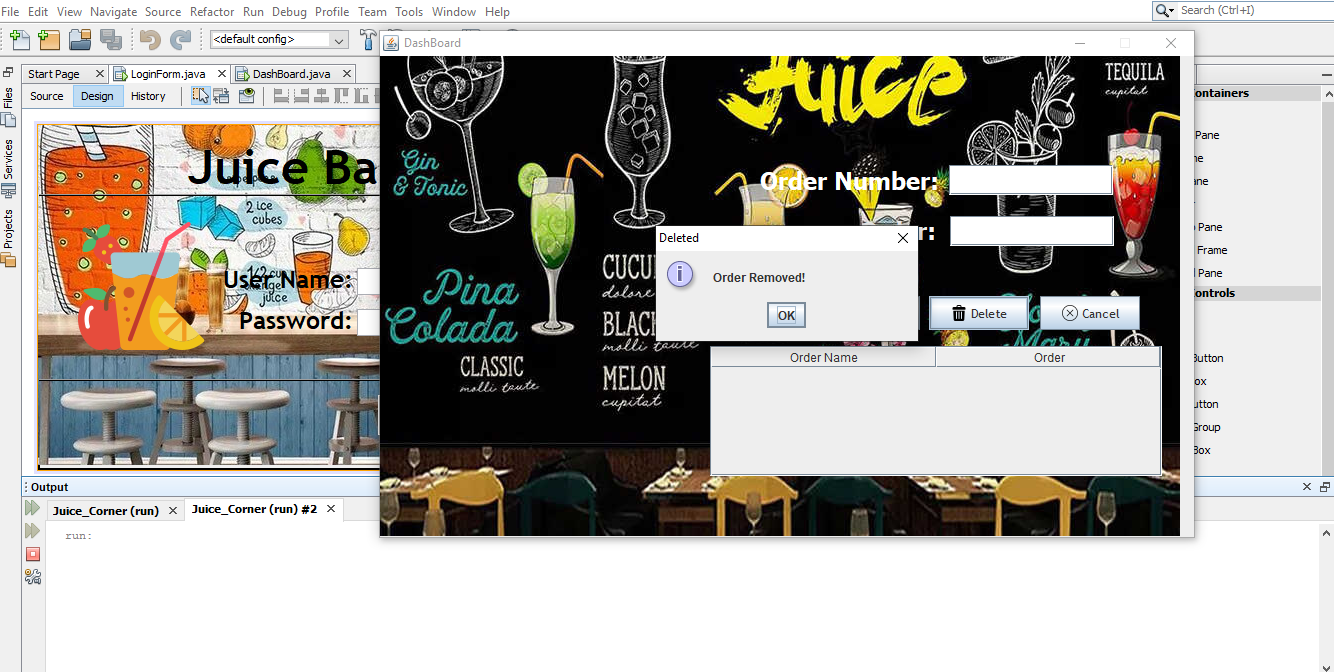 File Edit View Navigate Source Refactor Run Debug Profile Team Tools Window Help
Search (Ctrl+I)
<default config>
DashBoard
Start Page
LoginForm.java
DashBoard.java
Source Design History
Files
Services
Projects
Juice Ba
2 ice
cubes
juice
User Name:
Password:
Juice
TEQUILA
cupitat
Gin
& Tonic
Order Number:
r:
Deleted
Order Removed!
OK
Delete
Cancel
Pina
Colada
CLASSIC
molli taute
CUCU
dolore
BLACK
molli taute
MELON
cupitat
Mary
Order Name
Order
ontainers
Pane
ne
ane
r
Pane
Frame
d Pane
ontrols
Button
ox
utton
Group
Box
Output
Juice_Corner (run)
Juice_Corner (run) #2
run: